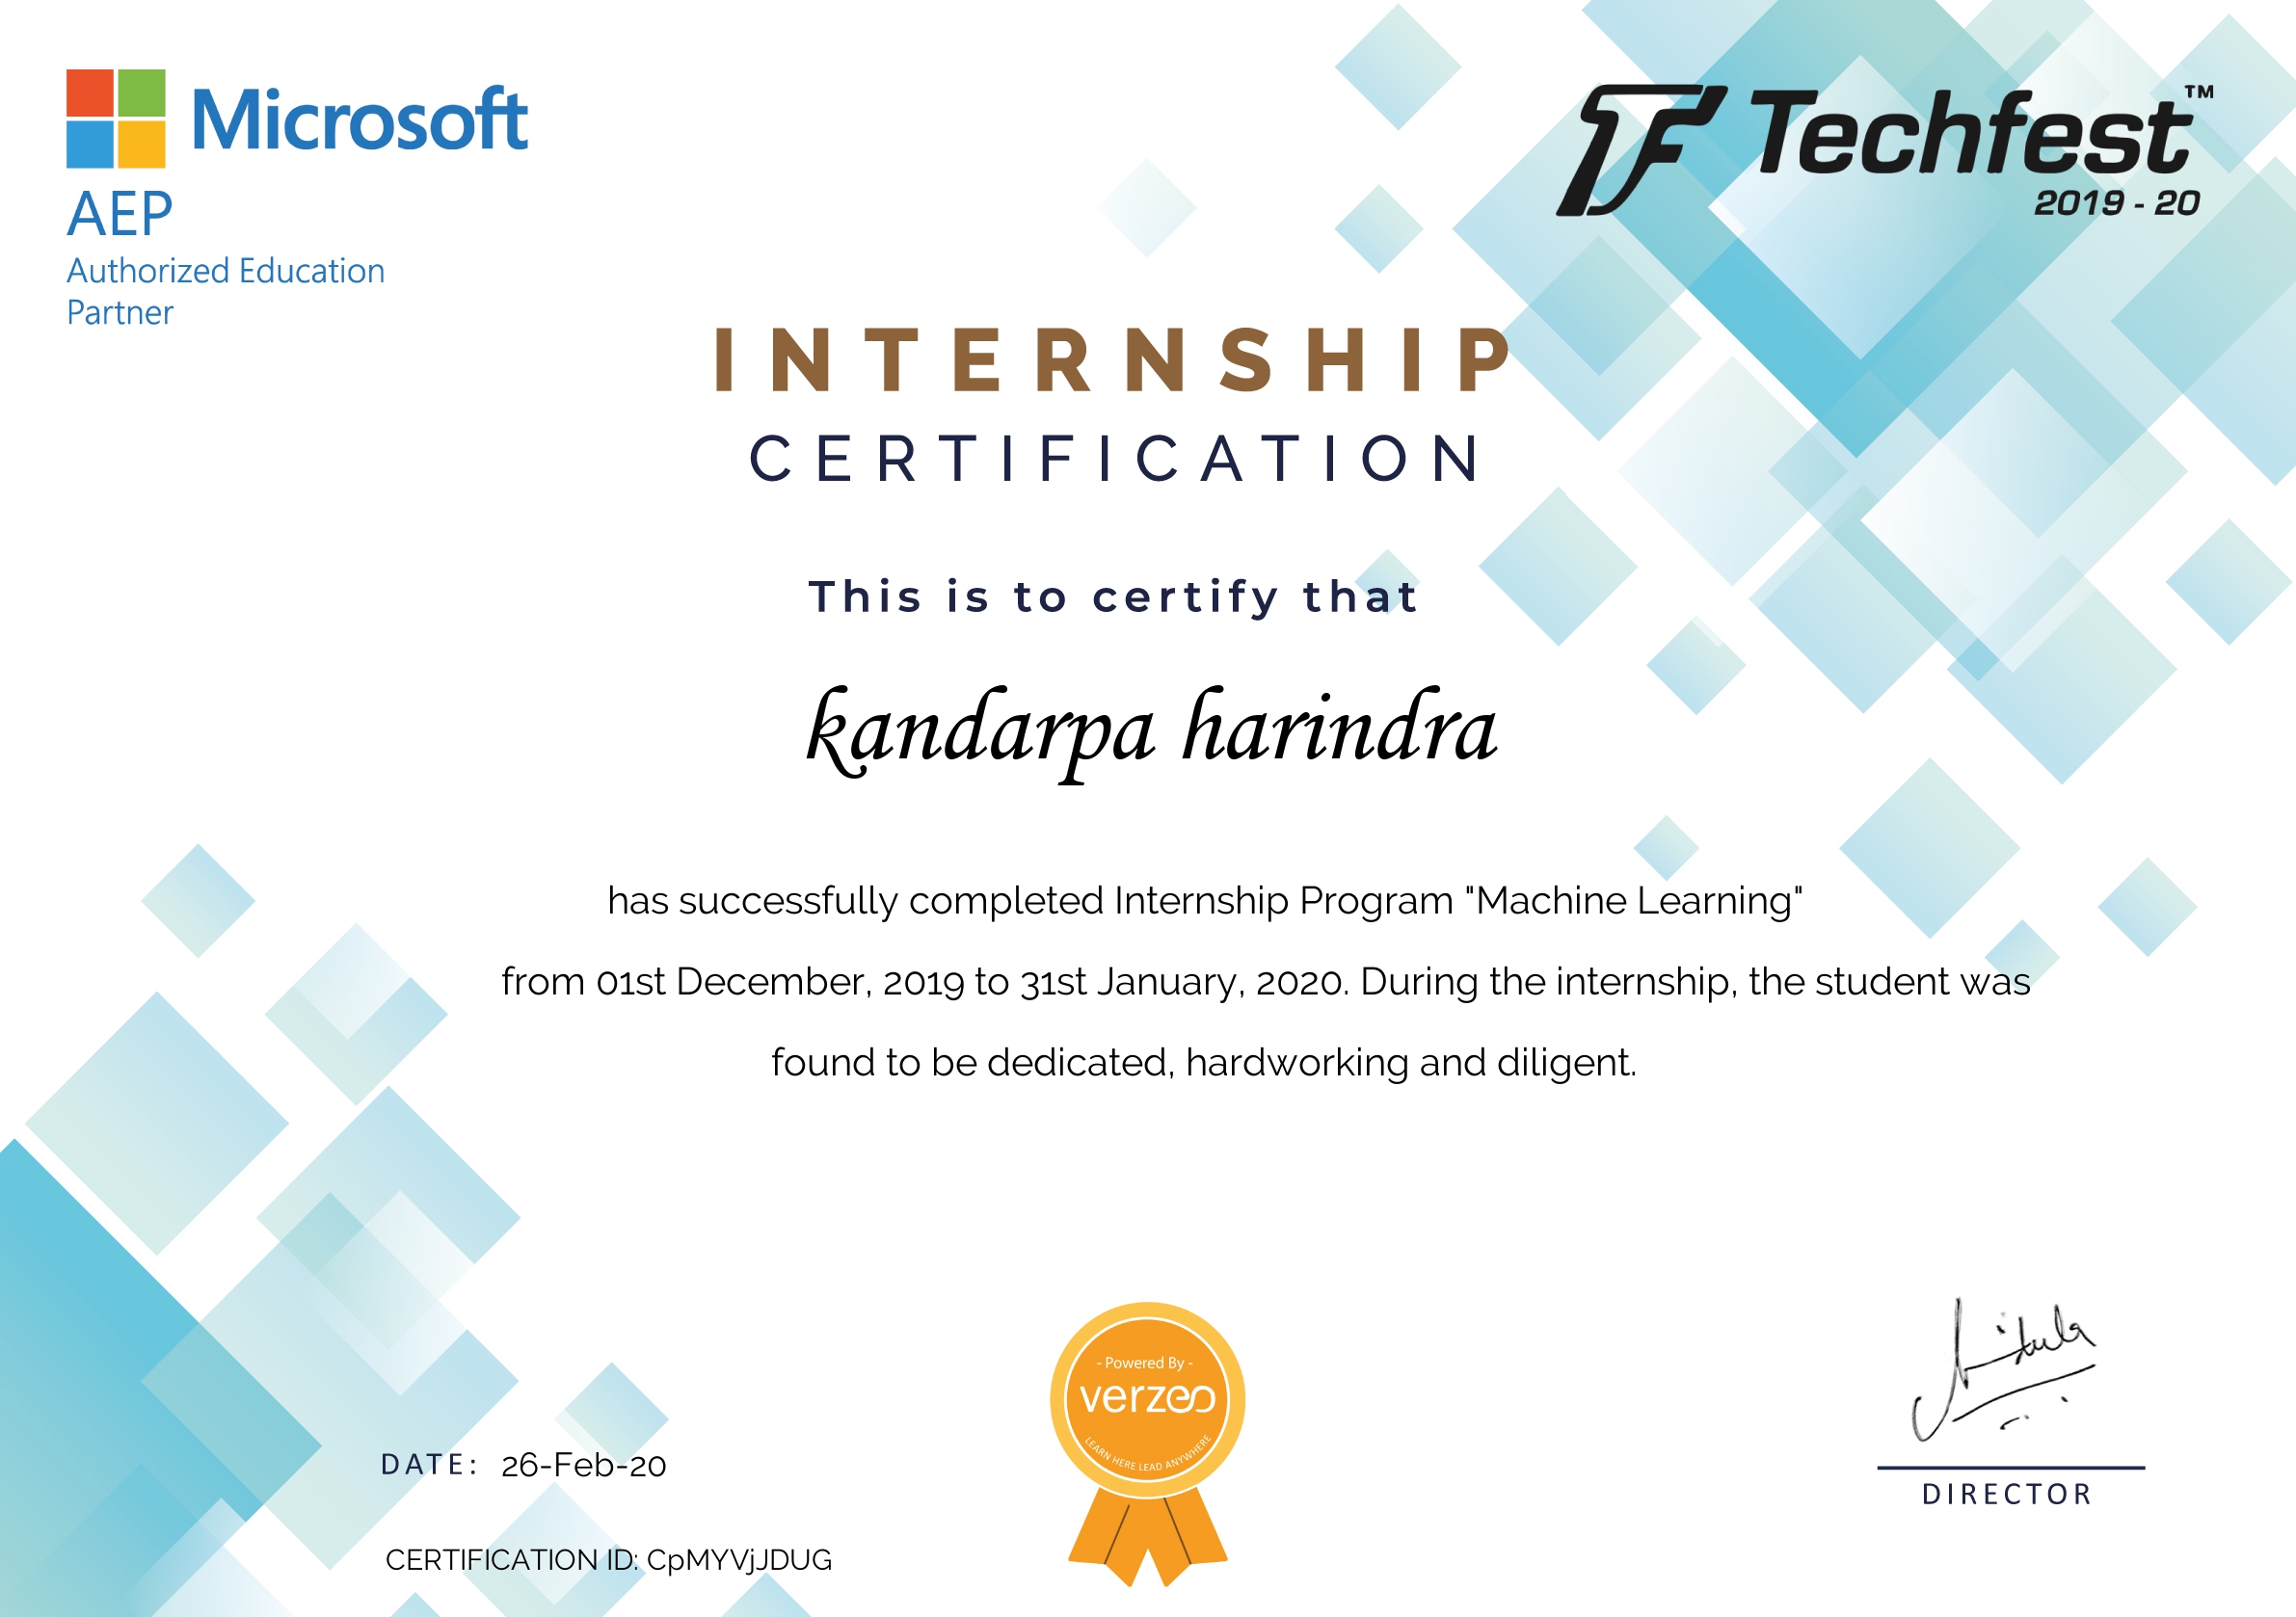 Microsoft
AEP
Authorized Education
Partner
Techfest™
2019 - 20
INTERNSHIP
CERTIFICATION
This is to certify that
kandarpa harindra
has successfully completed Internship Program "Machine Learning"
from 01st December, 2019 to 31st January, 2020. During the internship, the student was
found to be dedicated, hardworking and diligent.
- Powered By -
verzeo
LEARN HERE LEAD ANYWHERE
DATE: 26-Feb-20
DIRECTOR
CERTIFICATION ID: CpMYVjJDUG